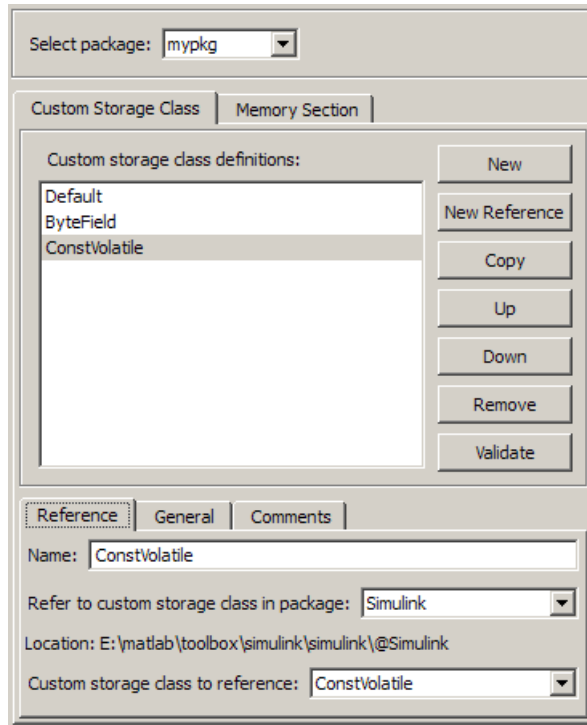 Select package: mypkg
Custom Storage Class Memory Section
Custom storage class definitions:
Default
ByteField
ConstVolatile
New
New Reference
Copy
Up
Down
Remove
Validate
Reference General Comments
Name: ConstVolatile
Refer to custom storage class in package: Simulink
Location: E:\matlab\toolbox\simulink\simulink\@Simulink
Custom storage class to reference: ConstVolatile